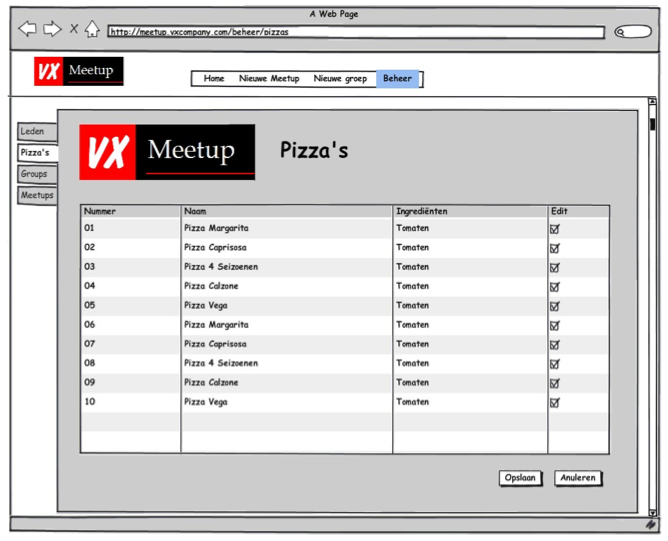 A Web Page
http://meetup.vxcompany.com/beheer/pizzas
VX Meetup
Home Nieuwe Meetup Nieuwe groep Beheer
Leden
Pizza's
Groups
Meetups
VX Meetup Pizza's
Nummer Naam Ingrediënten Edit
01 Pizza Margarita Tomaten
02 Pizza Caprisosa Tomaten
03 Pizza 4 Seizoenen Tomaten
04 Pizza Calzone Tomaten
05 Pizza Vega Tomaten
06 Pizza Margarita Tomaten
07 Pizza Caprisosa Tomaten
08 Pizza 4 Seizoenen Tomaten
09 Pizza Calzone Tomaten
10 Pizza Vega Tomaten
Opslaan Anuleren